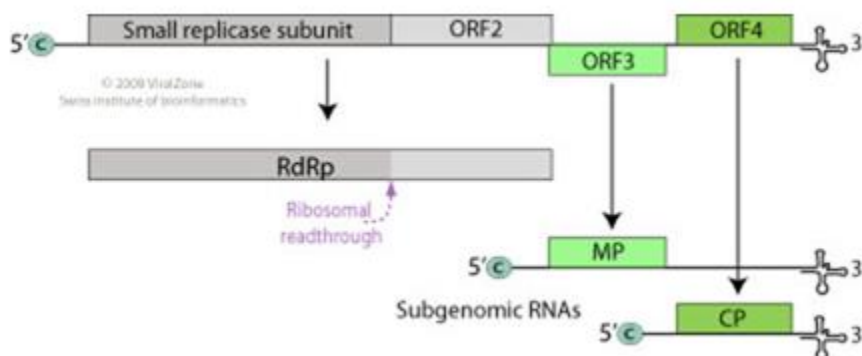 5' C Small replicase subunit ORF2 ORF4 3
ORF3
© 2009 ViralZone
Swiss Institute of Bioinformatics
RdRp
Ribosomal
readthrough
MP
5' C 3
Subgenomic RNAs
CP
5' C 3